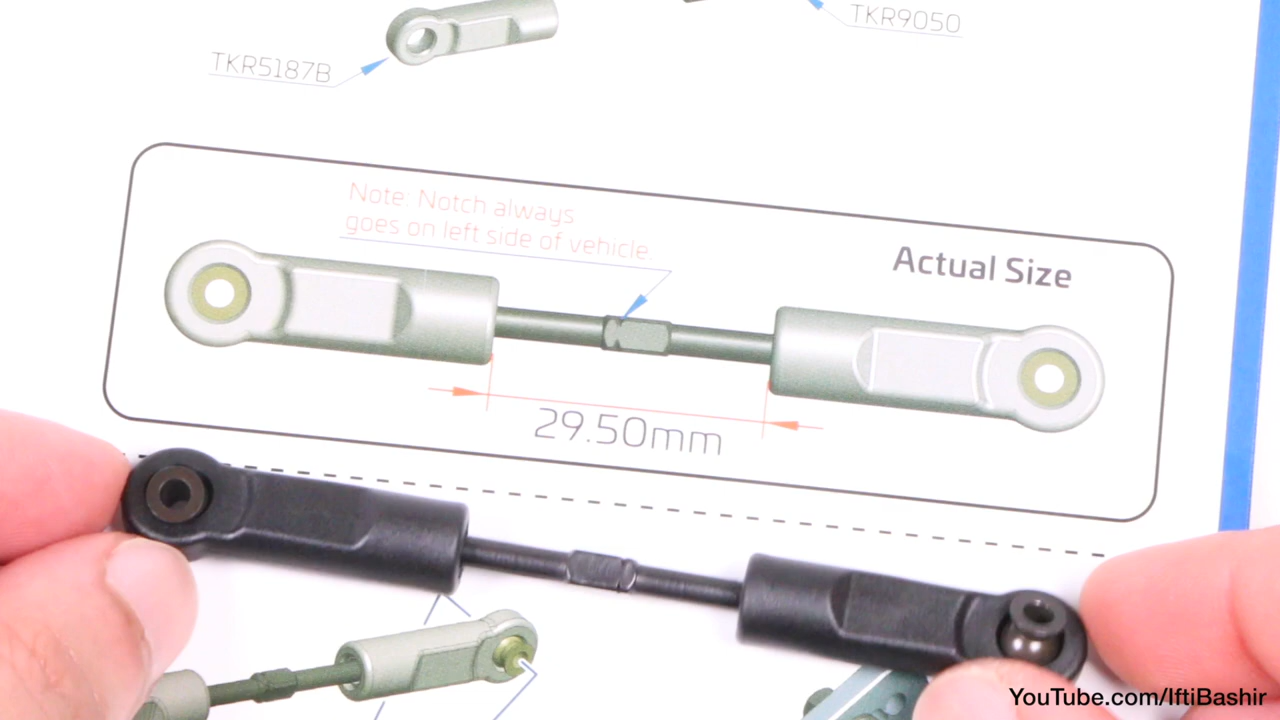 TKR9050
TKR5187B
Note: Notch always
goes on left side of vehicle.
Actual Size
29.50mm
YouTube.com/IftiBashir